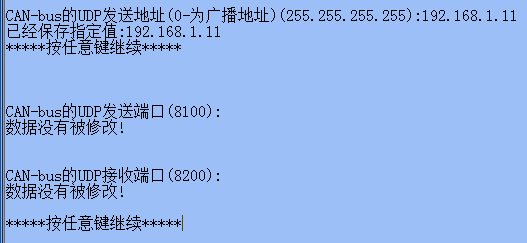 CAN-bus的UDP发送地址(0-为广播地址)(255.255.255.255):192.168.1.11
已经保存指定值:192.168.1.11
*****按任意键继续*****
CAN-bus的UDP发送端口(8100):
数据没有被修改!
CAN-bus的UDP接收端口(8200):
数据没有被修改!
*****按任意键继续*****